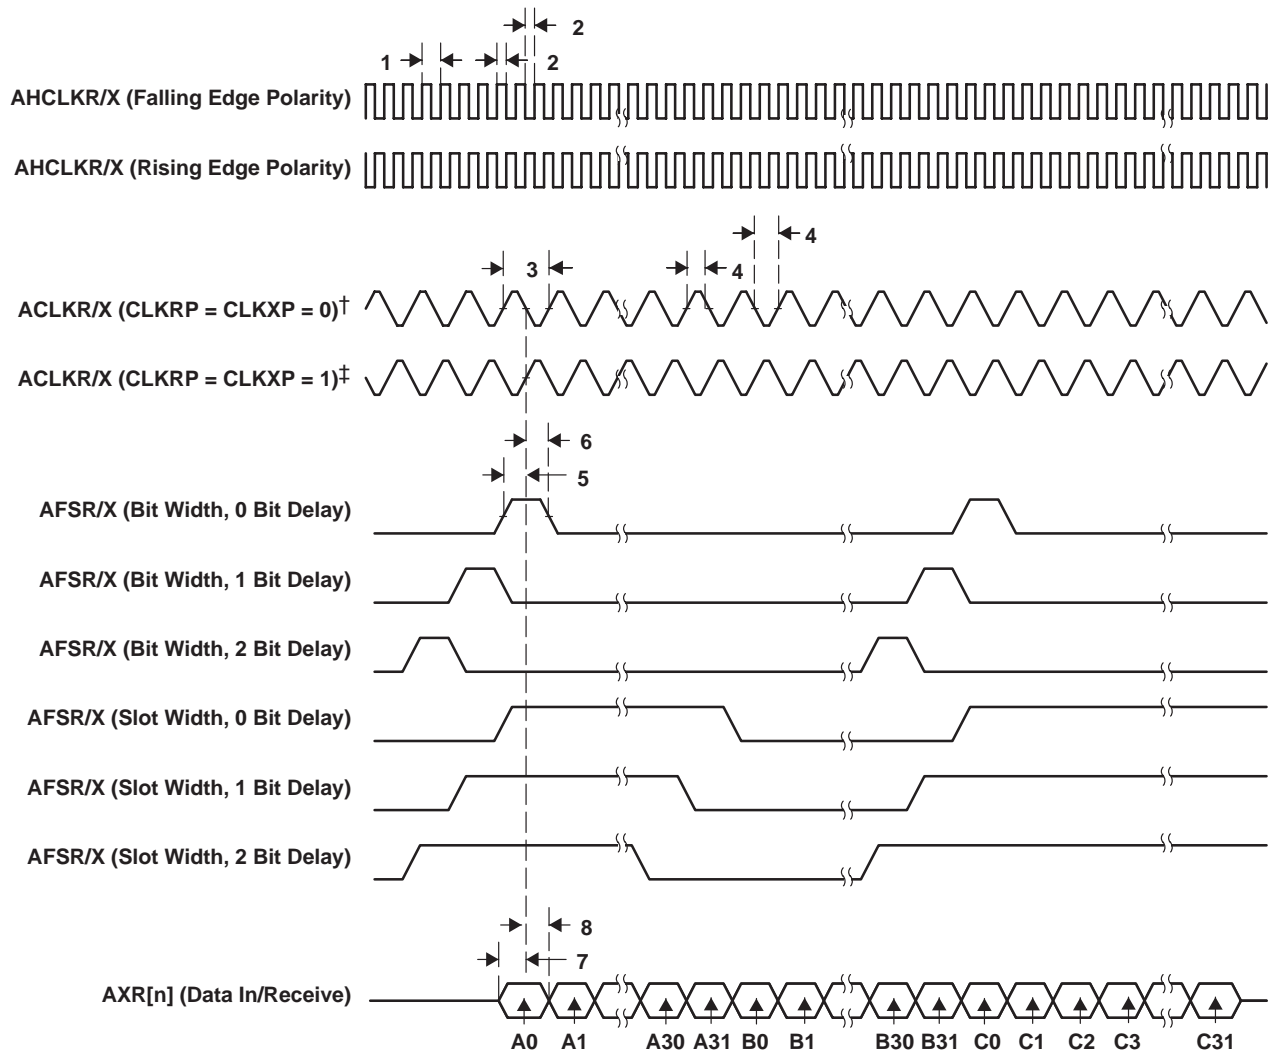 2
1
2
AHCLKR/X (Falling Edge Polarity)
AHCLKR/X (Rising Edge Polarity)
4
3
4
ACLKR/X (CLKRP = CLKXP = 0)†
ACLKR/X (CLKRP = CLKXP = 1)‡
6
5
AFSR/X (Bit Width, 0 Bit Delay)
AFSR/X (Bit Width, 1 Bit Delay)
AFSR/X (Bit Width, 2 Bit Delay)
AFSR/X (Slot Width, 0 Bit Delay)
AFSR/X (Slot Width, 1 Bit Delay)
AFSR/X (Slot Width, 2 Bit Delay)
8
7
AXR[n] (Data In/Receive)
A0 A1 A30 A31 B0 B1 B30 B31 C0 C1 C2 C3 C31